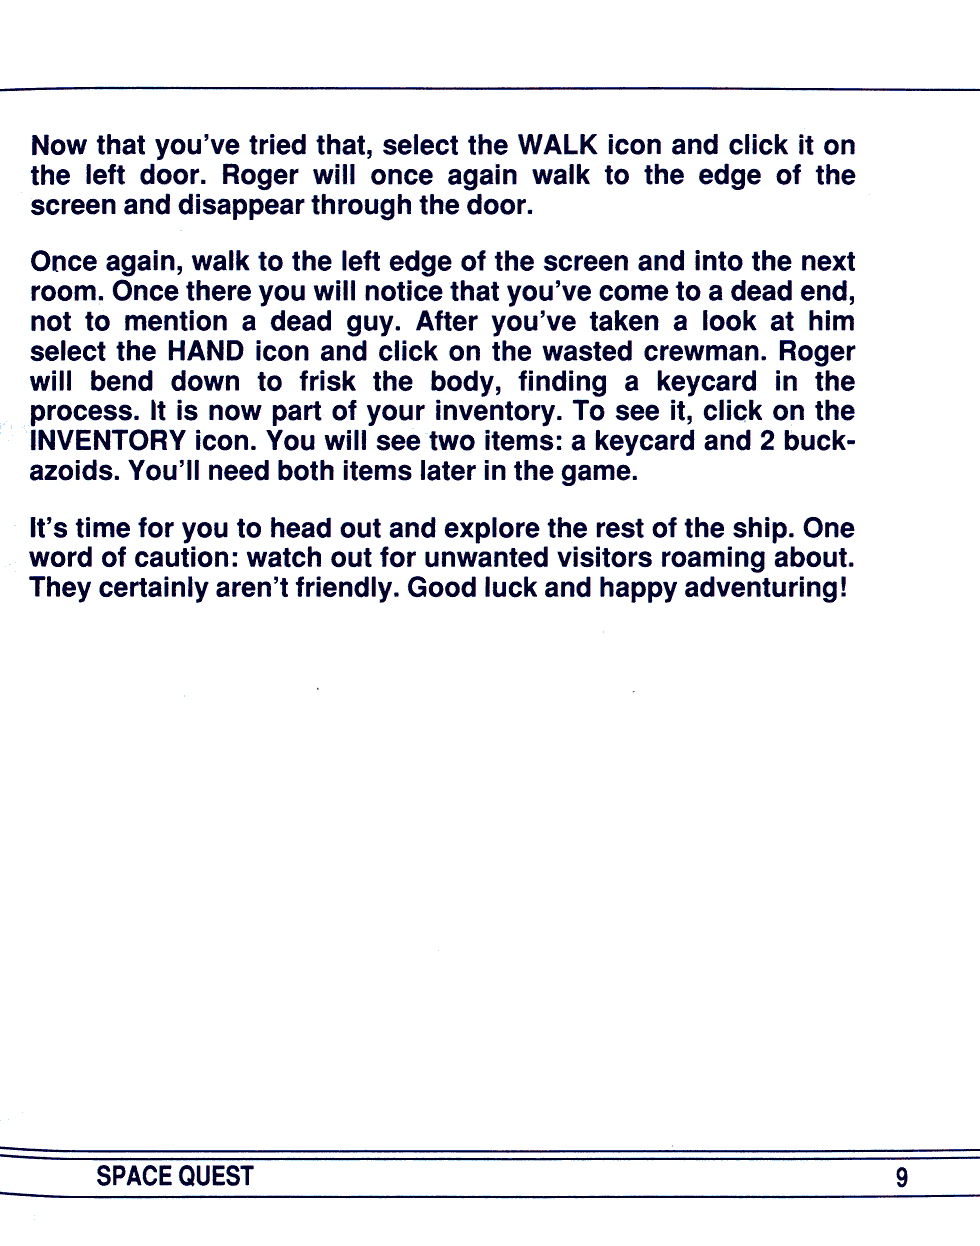 Now that you've tried that, select the WALK icon and click it on
the left door. Roger will once again walk to the edge of the
screen and disappear through the door.
Once again, walk to the left edge of the screen and into the next
room. Once there you will notice that you've come to a dead end,
not to mention a dead guy. After you've taken a look at him
select the HAND icon and click on the wasted crewman. Roger
will bend down to frisk the body, finding a keycard in the
process. It is now part of your inventory. To see it, click on the
INVENTORY icon. You will see two items: a keycard and 2 buck-
azoids. You'll need both items later in the game.
It's time for you to head out and explore the rest of the ship. One
word of caution: watch out for unwanted visitors roaming about.
They certainly aren't friendly. Good luck and happy adventuring!
SPACE QUEST 9